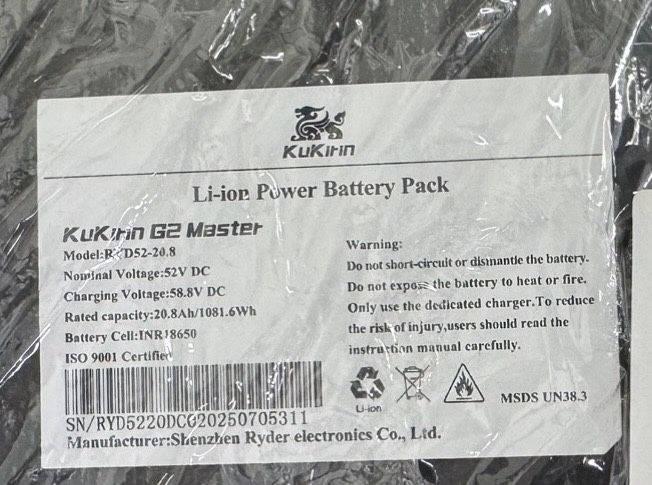 KuKirin
Li-ion Power Battery Pack
KuKirin G2 Master
Model:RYD52-20.8
Nominal Voltage:52V DC
Charging Voltage:58.8V DC
Rated capacity:20.8Ah/1081.6Wh
Battery Cell:INR18650
ISO 9001 Certified
SN/RYD5220DC020250705311
Manufacturer:Shenzhen Ryder electronics Co., Ltd.
Warning:
Do not short-circuit or dismantle the battery.
Do not expose the battery to heat or fire.
Only use the dedicated charger.To reduce
the risk of injury,users should read the
instruction manual carefully.
Li-ion
MSDS UN38.3